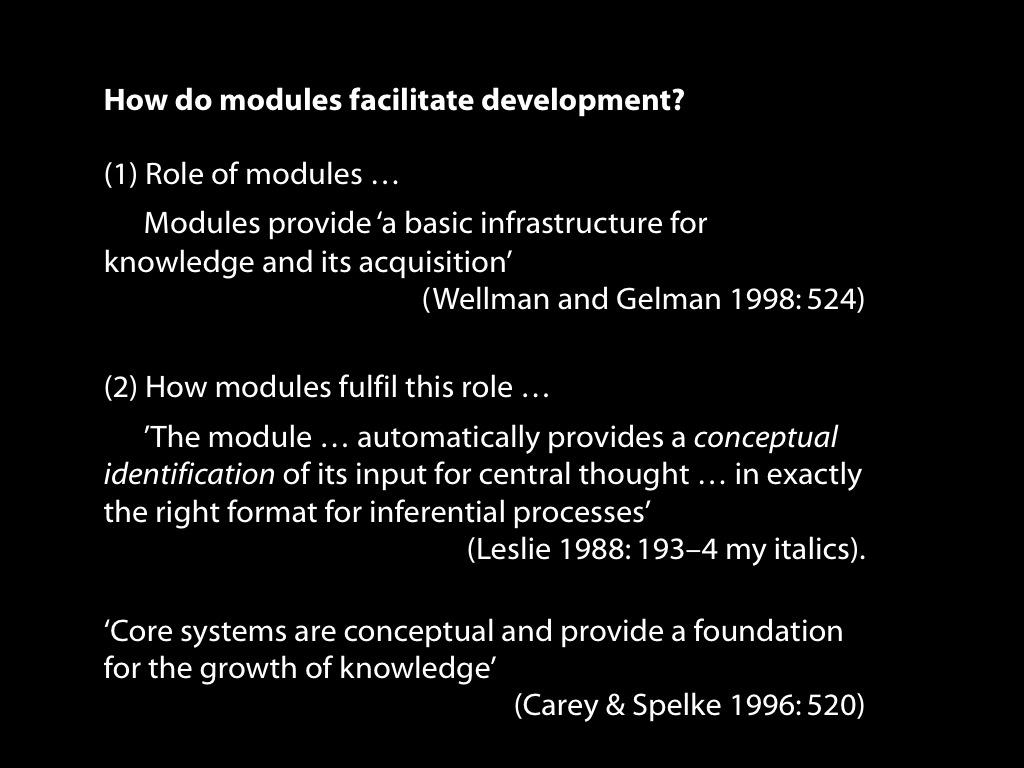 How do modules facilitate development?
(1) Role of modules …
Modules provide ‘a basic infrastructure for
knowledge and its acquisition’
(Wellman and Gelman 1998: 524)
(2) How modules fulfil this role …
’The module … automatically provides a conceptual
identification of its input for central thought … in exactly
the right format for inferential processes’
(Leslie 1988: 193–4 my italics).
‘Core systems are conceptual and provide a foundation
for the growth of knowledge’
(Carey & Spelke 1996: 520)